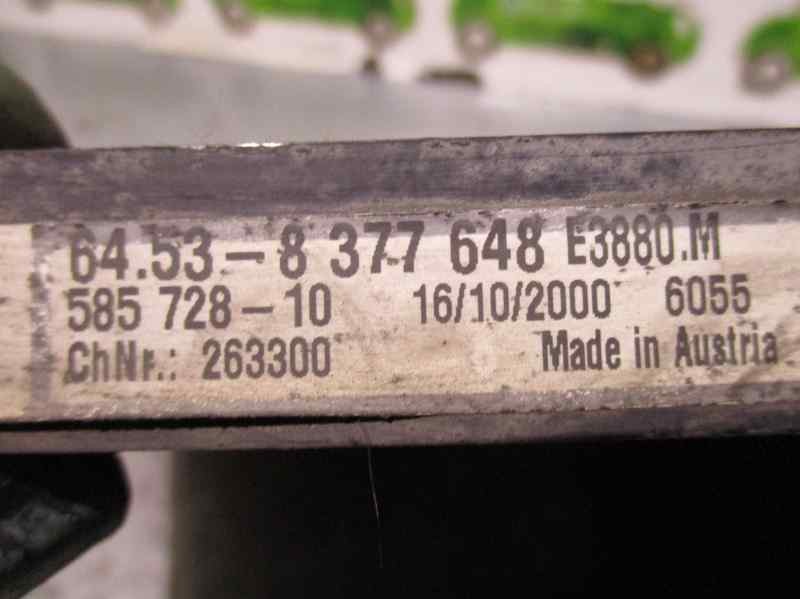 64.53-8 377 648 E3880.M
585 728-10 16/10/2000 6055
ChNr.: 263300 Made in Austria